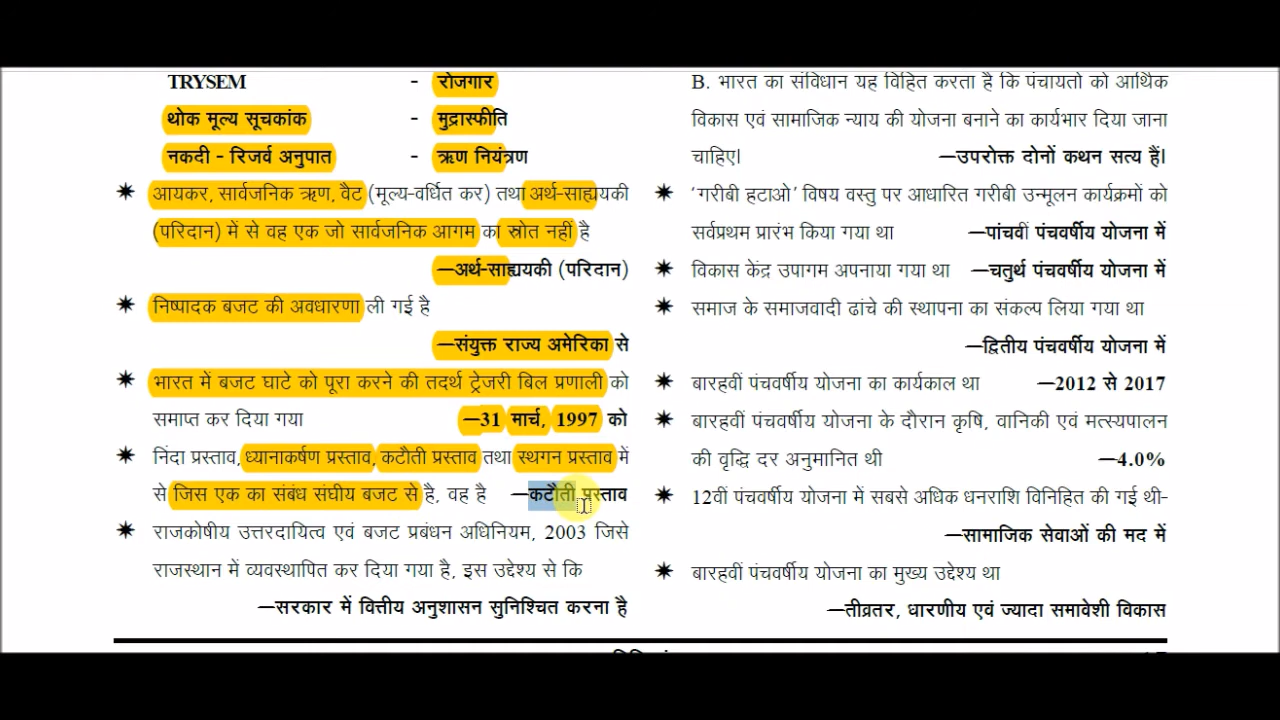 TRYSEM - रोजगार
थोक मूल्य सूचकांक - मुद्रास्फीति
नकदी - रिजर्व अनुपात - ऋण नियंत्रण
✷ आयकर, सार्वजनिक ऋण, वैट (मूल्य-वर्धित कर) तथा अर्थ-साह्ययकी
(परिदान) में से वह एक जो सार्वजनिक आगम का स्रोत नहीं है
—अर्थ-साह्ययकी (परिदान)
✷ निष्पादक बजट की अवधारणा ली गई है
—संयुक्त राज्य अमेरिका से
✷ भारत में बजट घाटे को पूरा करने की तदर्थ ट्रेजरी बिल प्रणाली को
समाप्त कर दिया गया —31 मार्च, 1997 को
✷ निंदा प्रस्ताव, ध्यानाकर्षण प्रस्ताव, कटौती प्रस्ताव तथा स्थगन प्रस्ताव में
से जिस एक का संबंध संघीय बजट से है, वह है —कटौती प्रस्ताव
✷ राजकोषीय उत्तरदायित्व एवं बजट प्रबंधन अधिनियम, 2003 जिसे
राजस्थान में व्यवस्थापित कर दिया गया है, इस उद्देश्य से कि
—सरकार में वित्तीय अनुशासन सुनिश्चित करना है
B. भारत का संविधान यह विहित करता है कि पंचायतो को आर्थिक
विकास एवं सामाजिक न्याय की योजना बनाने का कार्यभार दिया जाना
चाहिए। —उपरोक्त दोनों कथन सत्य हैं।
✷ ‘गरीबी हटाओ’ विषय वस्तु पर आधारित गरीबी उन्मूलन कार्यक्रमों को
सर्वप्रथम प्रारंभ किया गया था —पांचवीं पंचवर्षीय योजना में
✷ विकास केंद्र उपागम अपनाया गया था —चतुर्थ पंचवर्षीय योजना में
✷ समाज के समाजवादी ढांचे की स्थापना का संकल्प लिया गया था
—द्वितीय पंचवर्षीय योजना में
✷ बारहवीं पंचवर्षीय योजना का कार्यकाल था —2012 से 2017
✷ बारहवीं पंचवर्षीय योजना के दौरान कृषि, वानिकी एवं मत्स्यपालन
की वृद्धि दर अनुमानित थी —4.0%
✷ 12वीं पंचवर्षीय योजना में सबसे अधिक धनराशि विनिहित की गई थी-
—सामाजिक सेवाओं की मद में
✷ बारहवीं पंचवर्षीय योजना का मुख्य उद्देश्य था
—तीव्रतर, धारणीय एवं ज्यादा समावेशी विकास